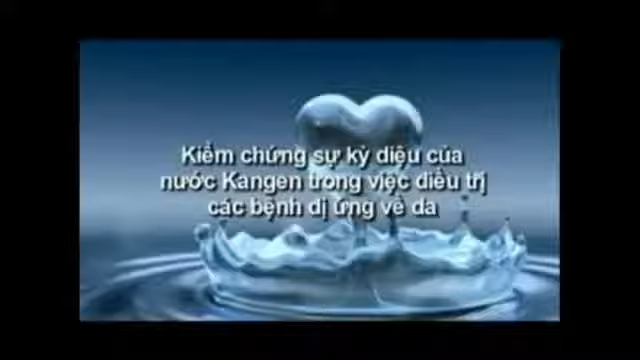 Kiểm chứng sự kỳ diệu của
nước Kangen trong việc điều trị
các bệnh dị ứng về da